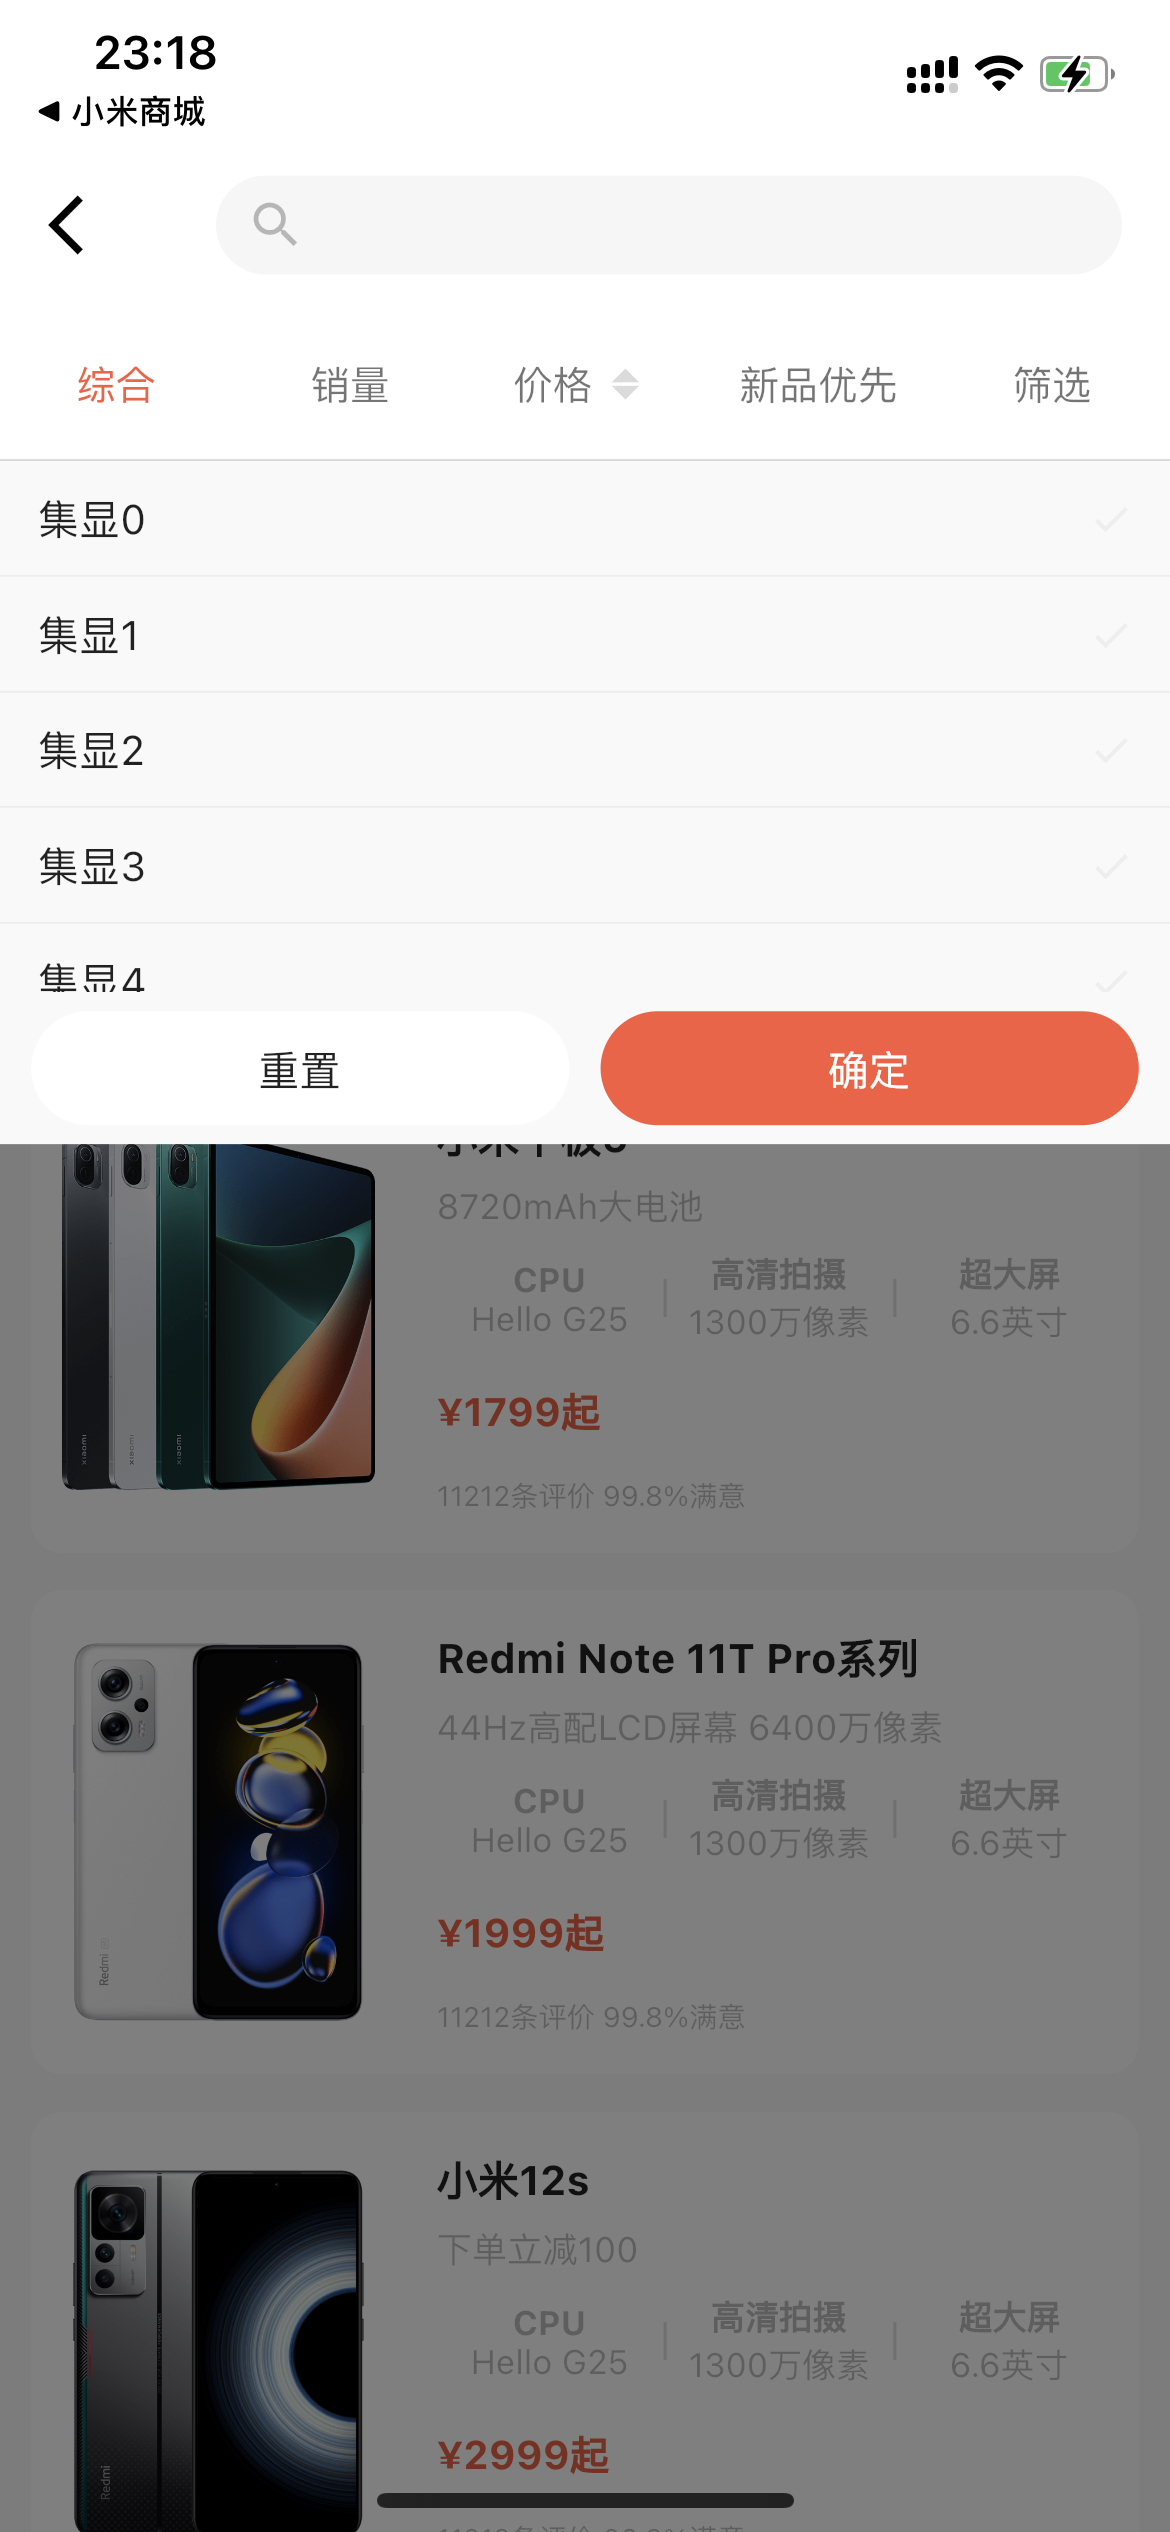 23:18
◀ 小米商城
综合 销量 价格 新品优先 筛选
集显0
集显1
集显2
集显3
集显4
重置 确定
8720mAh大电池
CPU 高清拍摄 超大屏
Hello G25 1300万像素 6.6英寸
¥1799起
11212条评价 99.8%满意
xiaomi xiaomi xiaomi
Redmi Note 11T Pro系列
44Hz高配LCD屏幕 6400万像素
CPU 高清拍摄 超大屏
Hello G25 1300万像素 6.6英寸
¥1999起
11212条评价 99.8%满意
Redmi
小米12s
下单立减100
CPU 高清拍摄 超大屏
Hello G25 1300万像素 6.6英寸
¥2999起
Redmi